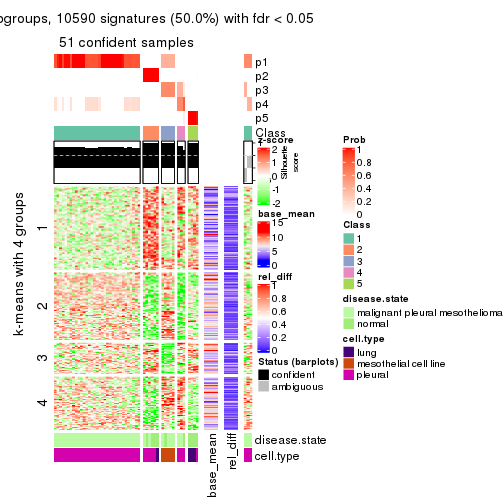 ogroups, 10590 signatures (50.0%) with fdr < 0.05
51 confident samples
p1
p2
p3
p4
p5
Class
z-score
2
1
0
-1
-2
Silhouette
score
base_mean
15
10
5
0
rel_diff
1
0.8
0.6
0.4
0.2
0
Status (barplots)
confident
ambiguous
Prob
1
0.8
0.6
0.4
0.2
0
Class
1
2
3
4
5
disease.state
malignant pleural mesothelioma
normal
cell.type
lung
mesothelial cell line
pleural
k-means with 4 groups
1
2
3
4
disease.state
cell.type
base_mean
rel_diff